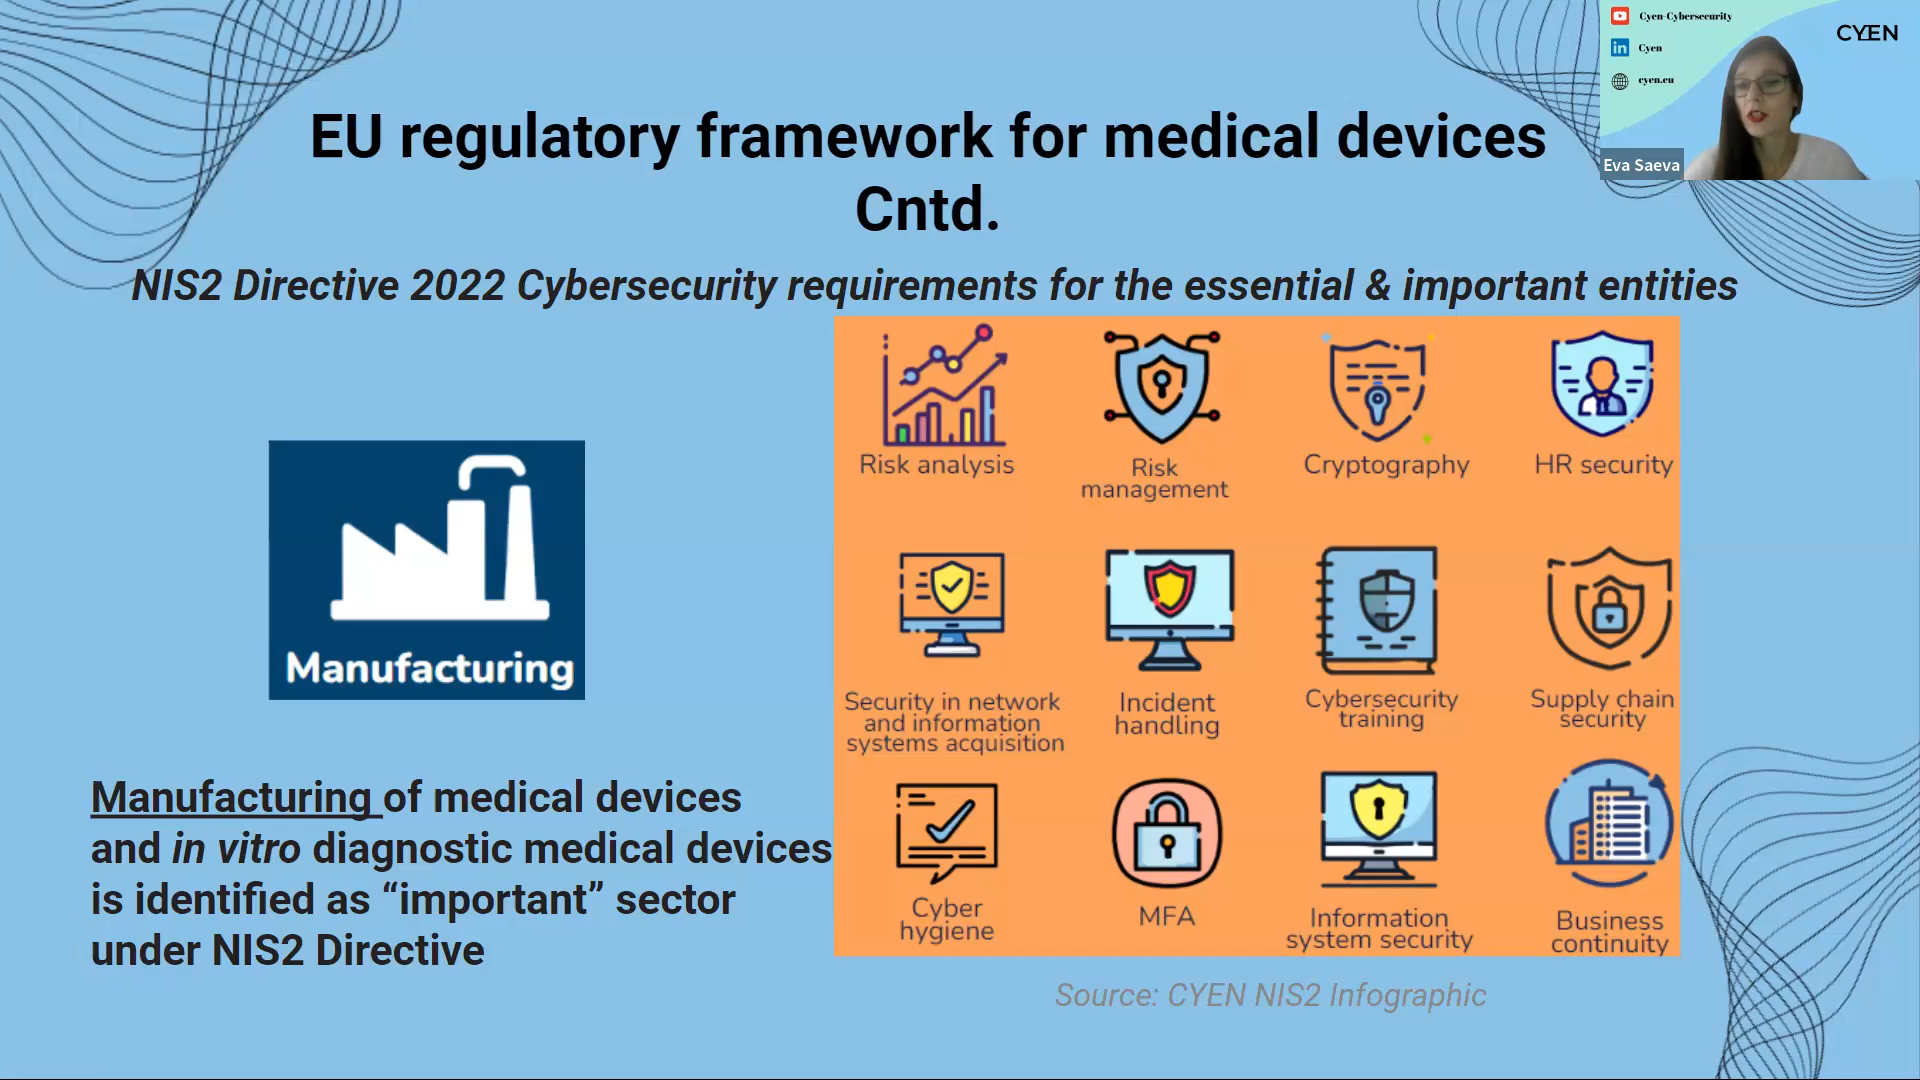 Cyen-Cybersecurity
Cyen
cyen.eu
CYEN
Eva Saeva
EU regulatory framework for medical devices
Cntd.
NIS2 Directive 2022 Cybersecurity requirements for the essential & important entities
Manufacturing
Manufacturing of medical devices
and in vitro diagnostic medical devices
is identified as “important” sector
under NIS2 Directive
Risk analysis
Risk
management
Cryptography
HR security
Security in network
and information
systems acquisition
Incident
handling
Cybersecurity
training
Supply chain
security
Cyber
hygiene
MFA
Information
system security
Business
continuity
Source: CYEN NIS2 Infographic